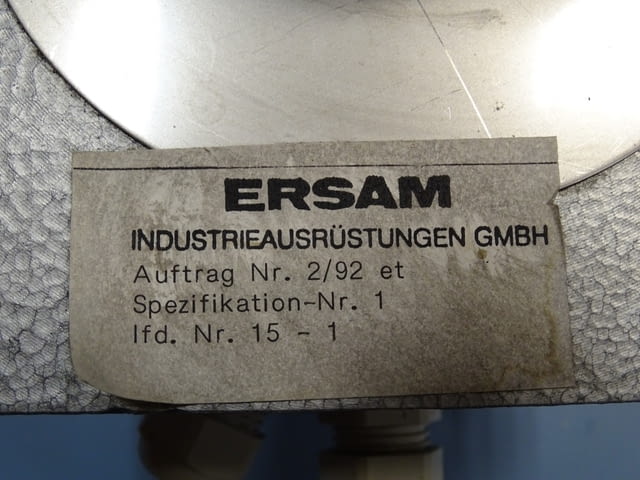 ERSAM
INDUSTRIEAUSRÜSTUNGEN GMBH
Auftrag Nr. 2/92 et
Spezifikation-Nr. 1
lfd. Nr. 15 - 1